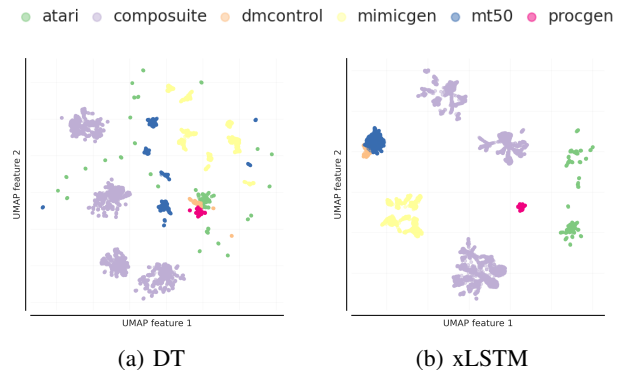 atari composuite dmcontrol mimicgen mt50 procgen
UMAP feature 2
UMAP feature 1
(a) DT
UMAP feature 2
UMAP feature 1
(b) xLSTM